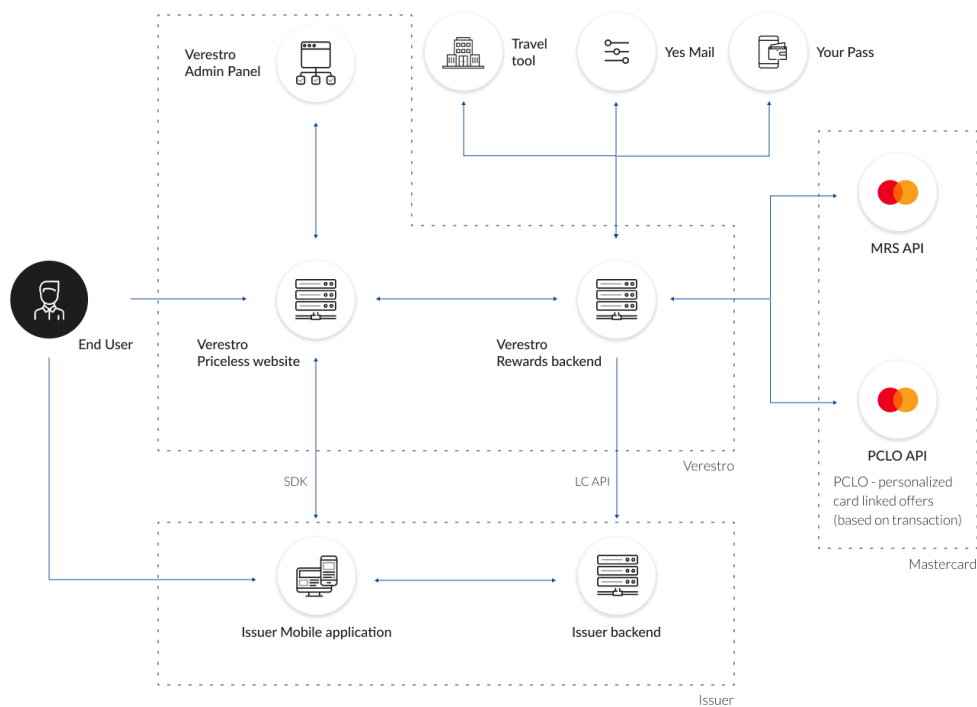 Verestro
Admin Panel
Travel
tool
Yes Mail
Your Pass
MRS API
End User
Verestro
Priceless website
Verestro
Rewards backend
PCLO API
Verestro
SDK
LC API
PCLO - personalized
card linked offers
(based on transaction)
Mastercard
Issuer Mobile application
Issuer backend
Issuer